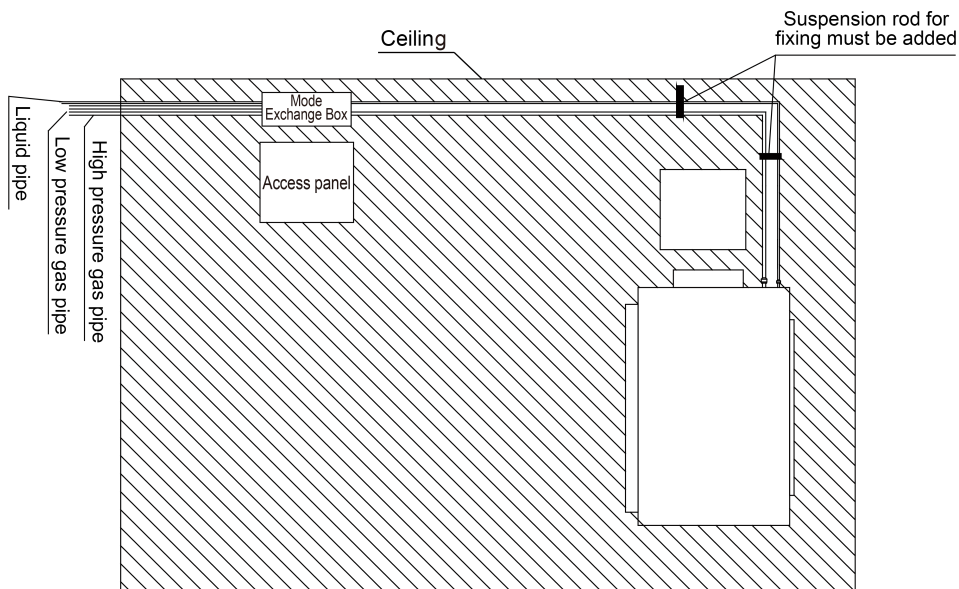 Suspension rod for
fixing must be added
Ceiling
Mode
Exchange Box
Access panel
Liquid pipe
Low pressure gas pipe
High pressure gas pipe